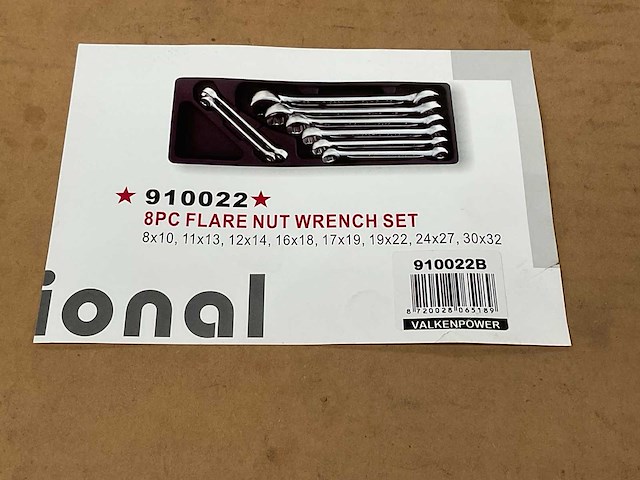 ★ 910022★
8PC FLARE NUT WRENCH SET
8x10, 11x13, 12x14, 16x18, 17x19, 19x22, 24x27, 30x32
910022B
8 720028 065189
VALKENPOWER
ional